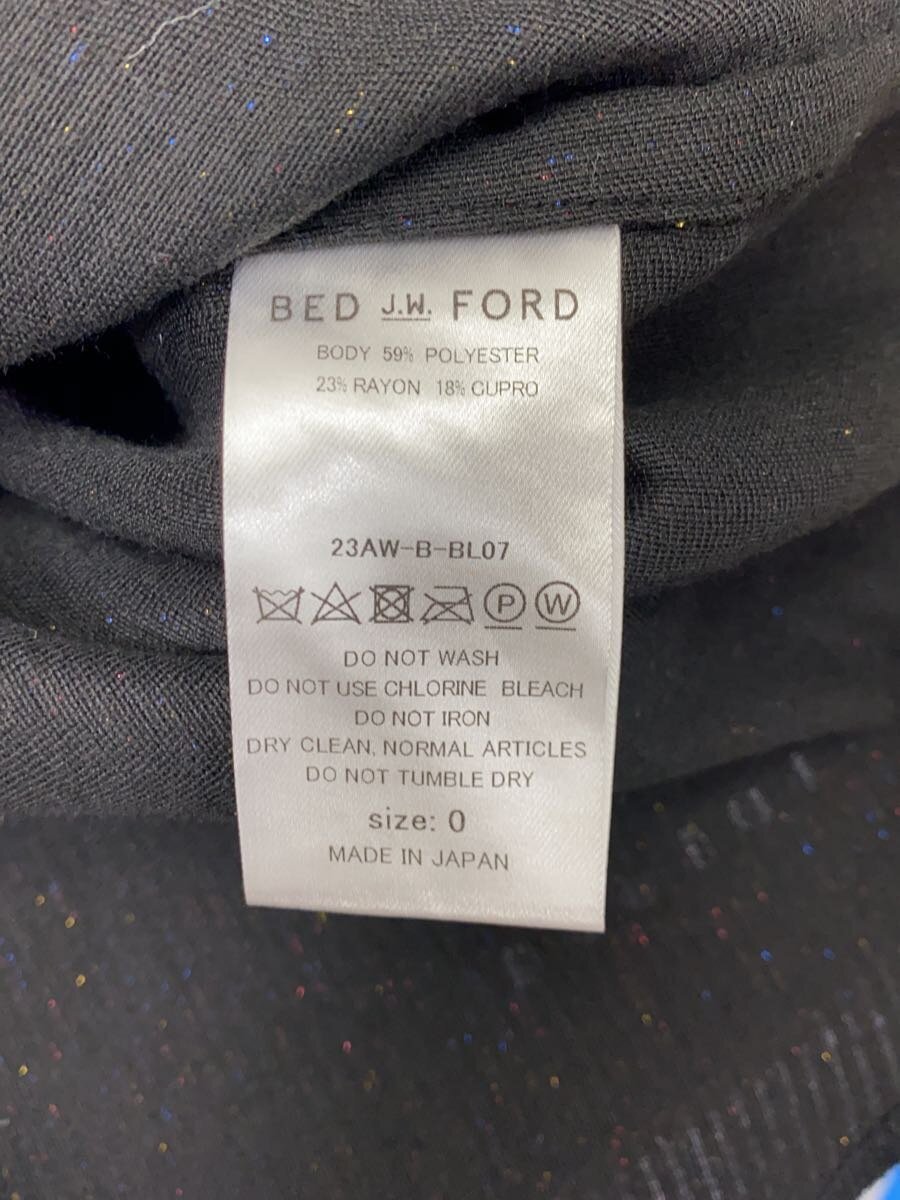 BED J.W. FORD
BODY 59% POLYESTER
23% RAYON 18% CUPRO
23AW-B-BL07
P W
DO NOT WASH
DO NOT USE CHLORINE BLEACH
DO NOT IRON
DRY CLEAN, NORMAL ARTICLES
DO NOT TUMBLE DRY
size: 0
MADE IN JAPAN